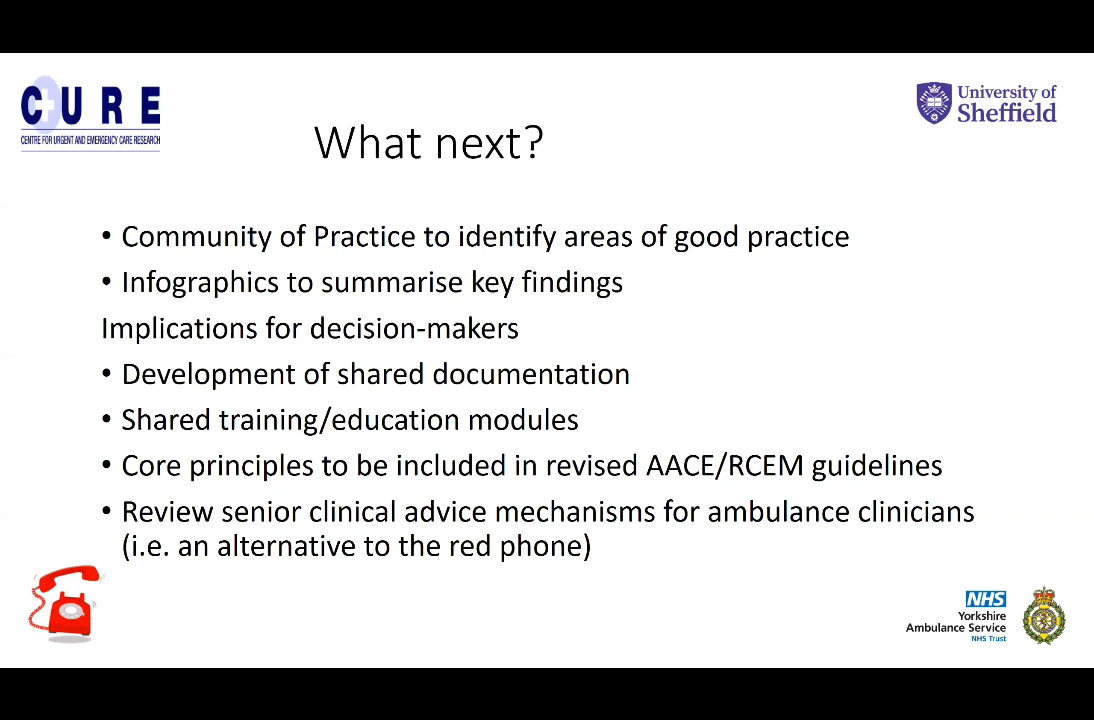 CURE
CENTRE FOR URGENT AND EMERGENCY CARE RESEARCH
University of
Sheffield
What next?
• Community of Practice to identify areas of good practice
• Infographics to summarise key findings
Implications for decision-makers
• Development of shared documentation
• Shared training/education modules
• Core principles to be included in revised AACE/RCEM guidelines
• Review senior clinical advice mechanisms for ambulance clinicians
(i.e. an alternative to the red phone)
NHS
Yorkshire
Ambulance Service
NHS Trust